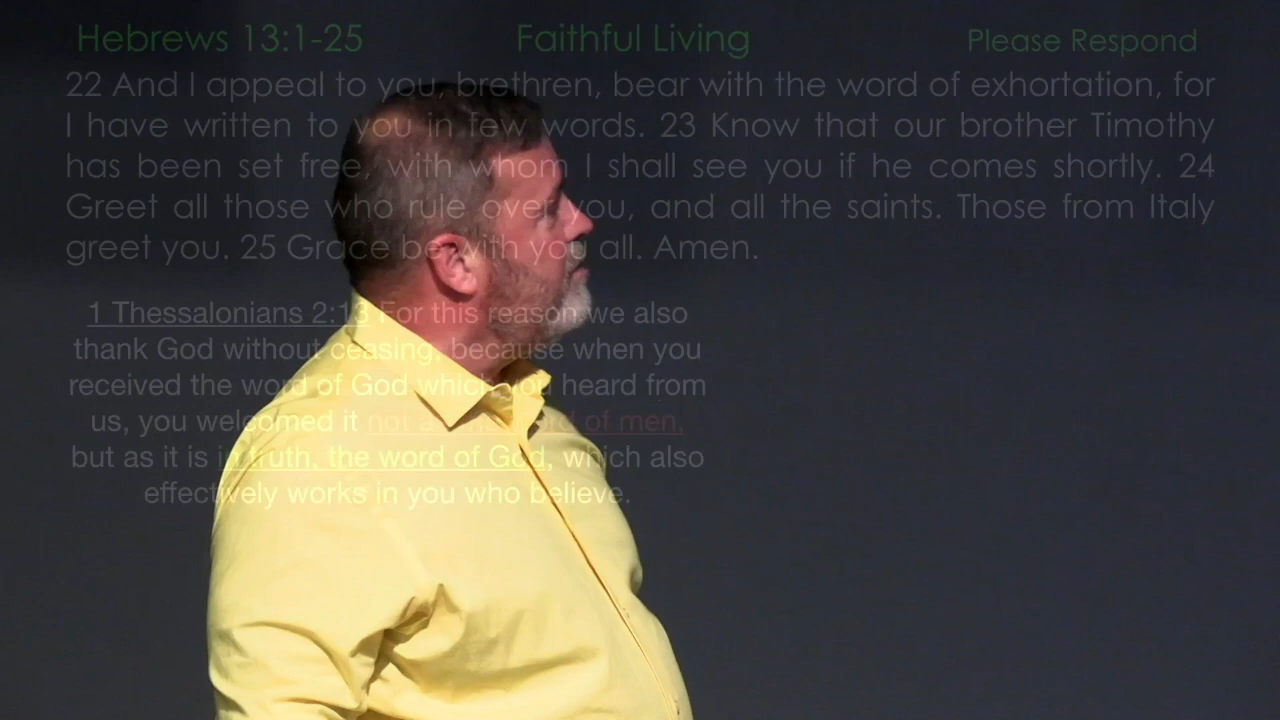 Hebrews 13:1-25 Faithful Living Please Respond
22 And I appeal to you, brethren, bear with the word of exhortation, for
I have written to you in few words. 23 Know that our brother Timothy
has been set free, with whom I shall see you if he comes shortly. 24
Greet all those who rule over you, and all the saints. Those from Italy
greet you. 25 Grace be with you all. Amen.
1 Thessalonians 2:13 For this reason we also
thank God without ceasing, because when you
received the word of God which you heard from
us, you welcomed it not as the word of men,
but as it is in truth, the word of God, which also
effectively works in you who believe.